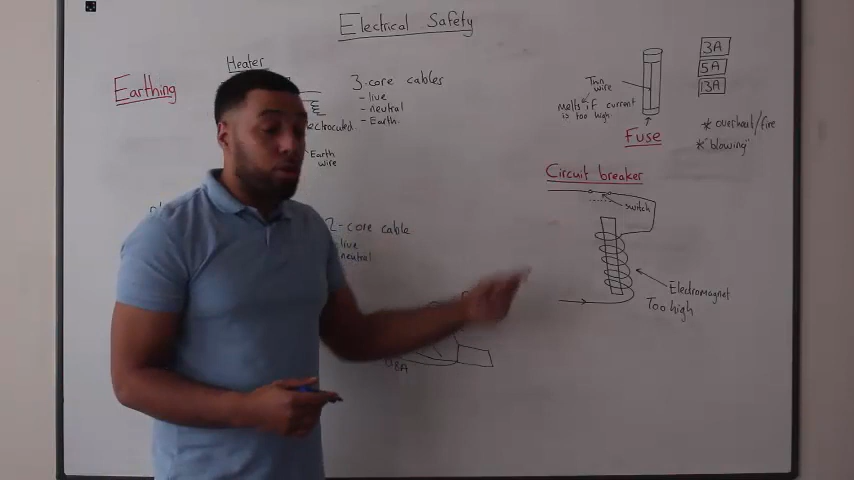 Electrical Safety
Earthing
Heater
3-core cables
- live
- neutral
- Earth.
Earth
wire
2-core cable
live
neutral
Thin
wire
Melts if current
is too high.
Fuse
3A
5A
13A
* overheat/fire
* "blowing"
Circuit breaker
switch
Electromagnet
Too high